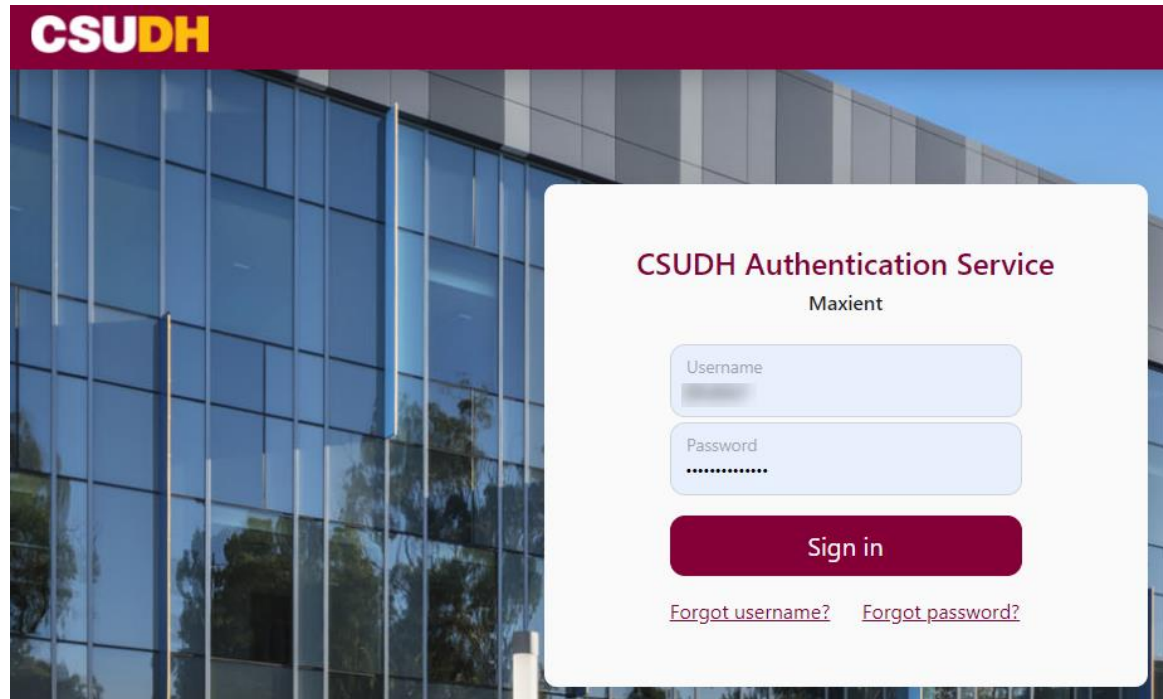 CSUDH
CSUDH Authentication Service
Maxient
Username
Password
Sign in
Forgot username? Forgot password?